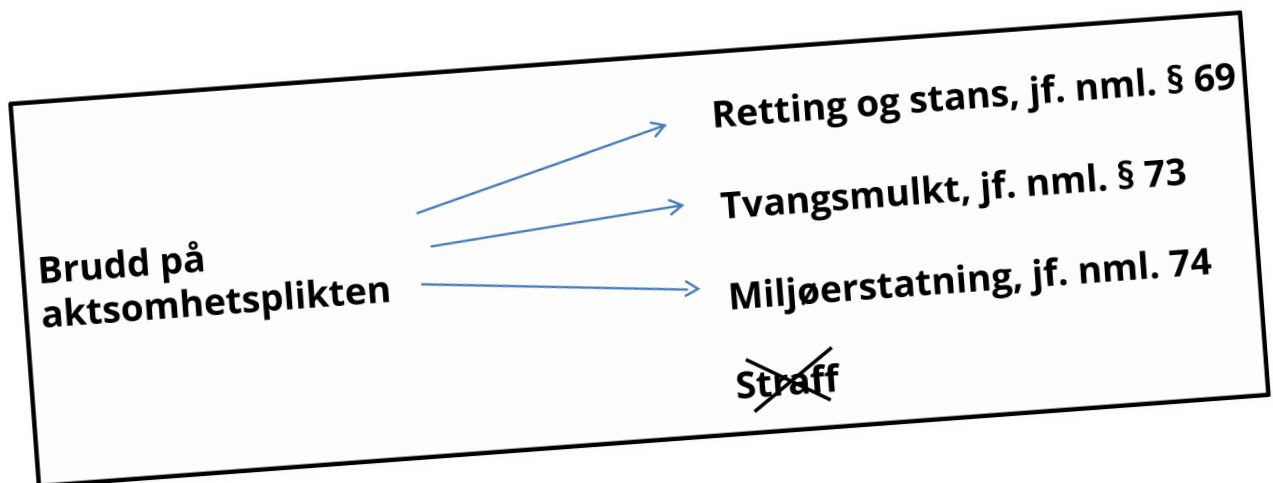 Brudd på
aktsomhetsplikten
Retting og stans, jf. nml. § 69
Tvangsmulkt, jf. nml. § 73
Miljøerstatning, jf. nml. 74
Straff